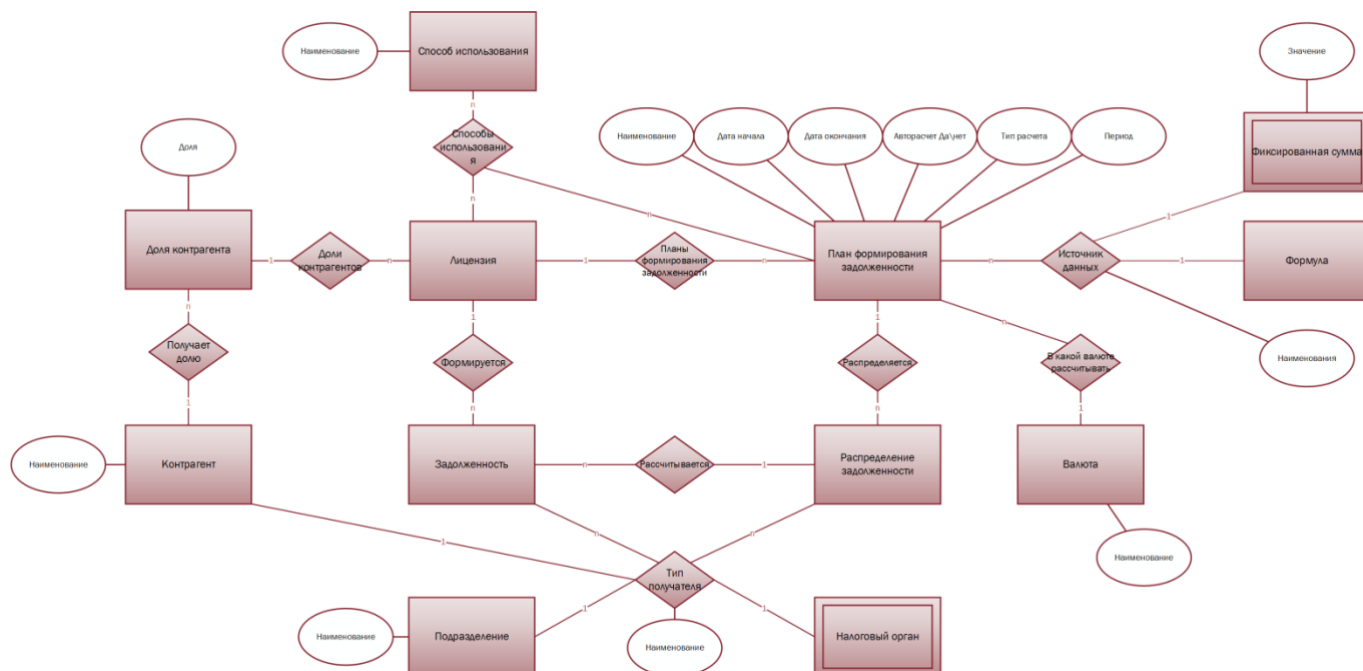 Наименование
Способ использования
Значение
n
Способы
использования
я
Наименование
Дата начала
Дата окончания
Авторасчет Да\нет
Тип расчета
Период
Доля
Фиксированная сумма
n
n
1
Доля контрагента
1
Доли
контрагентов
n
Лицензия
1
Планы
формирования
задолженности
n
План формирования
задолженности
n
Источник
данных
1
Формула
n
1
1
n
Получает
долю
Формируется
Распределяется
В какой валюте
рассчитывать
Наименования
1
n
n
1
Наименование
Контрагент
Задолженность
n
Рассчитывается
1
Распределение
задолженности
Валюта
1
n
n
Наименование
Тип
получателя
1
1
Наименование
Подразделение
Наименование
Налоговый орган